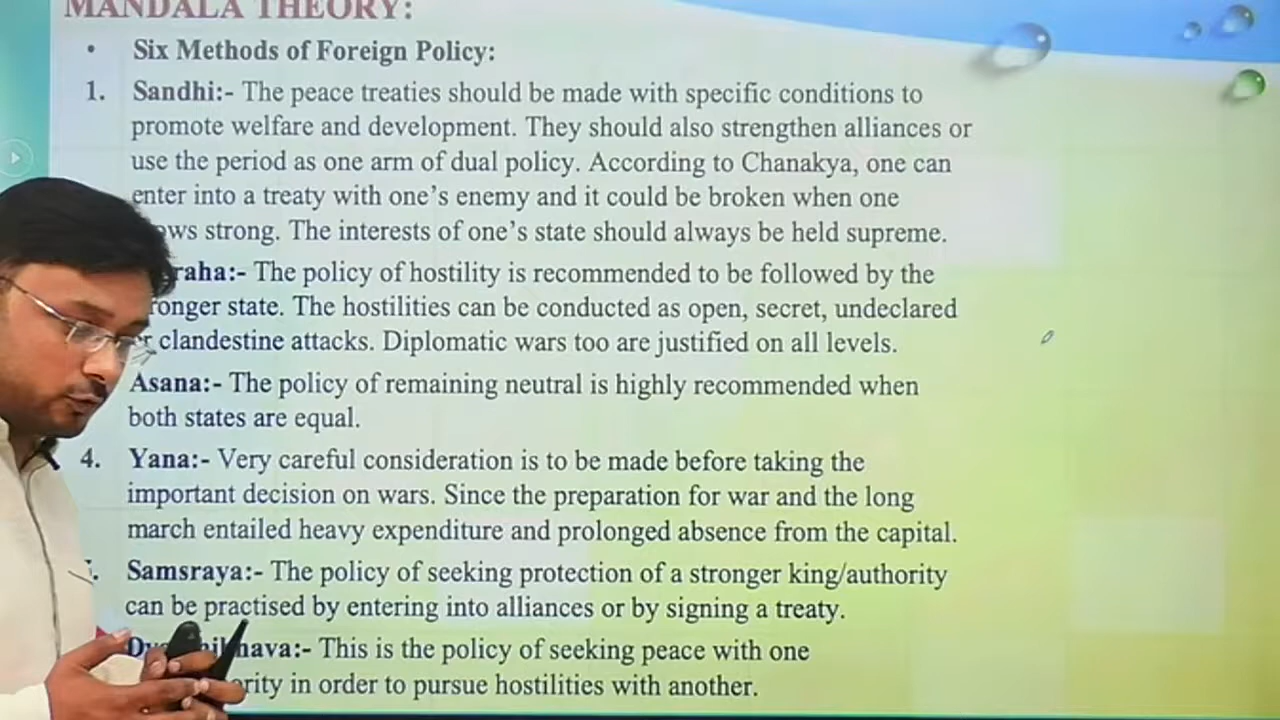 MANDALA THEORY:
• Six Methods of Foreign Policy:
1. Sandhi:- The peace treaties should be made with specific conditions to
promote welfare and development. They should also strengthen alliances or
use the period as one arm of dual policy. According to Chanakya, one can
enter into a treaty with one's enemy and it could be broken when one
ows strong. The interests of one's state should always be held supreme.
raha:- The policy of hostility is recommended to be followed by the
ronger state. The hostilities can be conducted as open, secret, undeclared
r clandestine attacks. Diplomatic wars too are justified on all levels.
Asana:- The policy of remaining neutral is highly recommended when
both states are equal.
4. Yana:- Very careful consideration is to be made before taking the
important decision on wars. Since the preparation for war and the long
march entailed heavy expenditure and prolonged absence from the capital.
Samsraya:- The policy of seeking protection of a stronger king/authority
can be practised by entering into alliances or by signing a treaty.
hava:- This is the policy of seeking peace with one
rity in order to pursue hostilities with another.